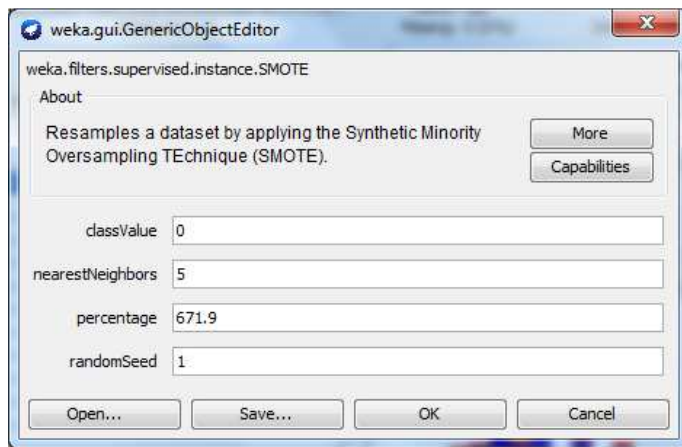 weka.gui.GenericObjectEditor
weka.filters.supervised.instance.SMOTE
About
Resamples a dataset by applying the Synthetic Minority
Oversampling TEchnique (SMOTE).
More
Capabilities
classValue 0
nearestNeighbors 5
percentage 671.9
randomSeed 1
Open... Save... OK Cancel